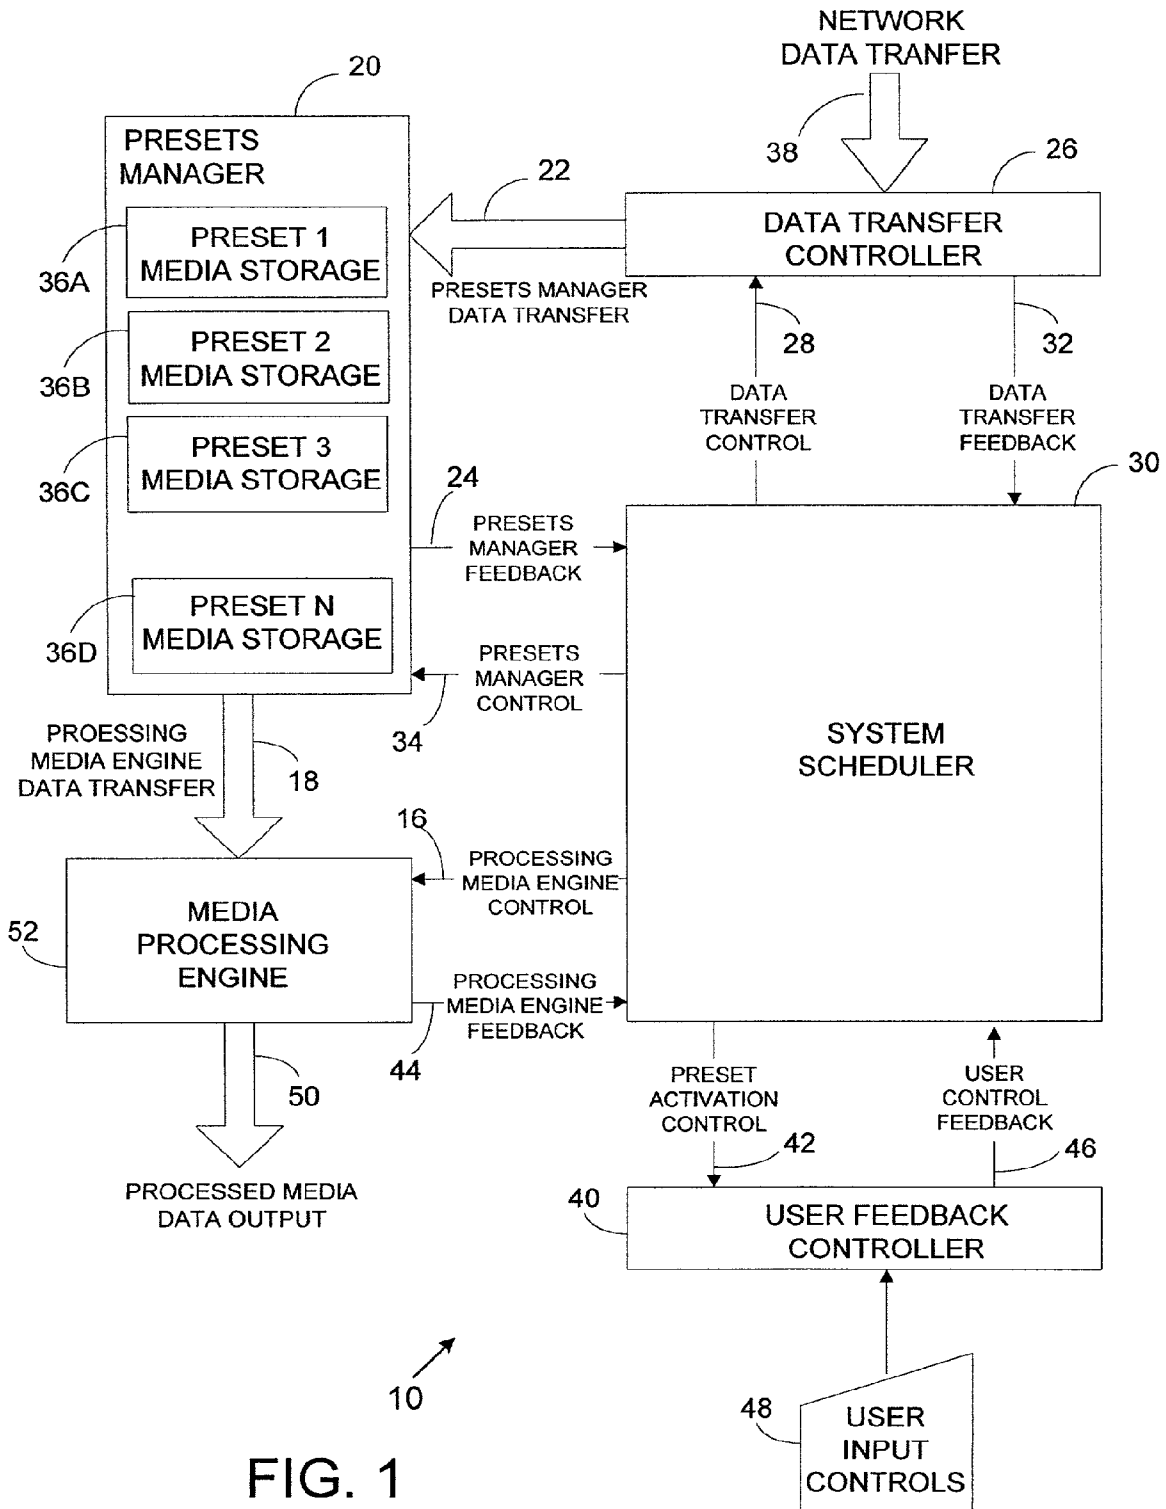 NETWORK
DATA TRANFER
20
38
26
PRESETS
MANAGER
22
DATA TRANSFER
CONTROLLER
PRESET 1
MEDIA STORAGE
36A
PRESETS MANAGER
DATA TRANSFER
28
32
PRESET 2
MEDIA STORAGE
36B
DATA
TRANSFER
CONTROL
DATA
TRANSFER
FEEDBACK
PRESET 3
MEDIA STORAGE
36C
24
30
PRESETS
MANAGER
FEEDBACK
PRESET N
MEDIA STORAGE
36D
PRESETS
MANAGER
CONTROL
34
SYSTEM
SCHEDULER
PROESSING
MEDIA ENGINE
DATA TRANSFER
18
16
PROCESSING
MEDIA ENGINE
CONTROL
MEDIA
PROCESSING
ENGINE
52
PROCESSING
MEDIA ENGINE
FEEDBACK
44
50
PRESET
ACTIVATION
CONTROL
USER
CONTROL
FEEDBACK
42
46
PROCESSED MEDIA
DATA OUTPUT
40
USER FEEDBACK
CONTROLLER
10
48
USER
INPUT
CONTROLS
FIG. 1